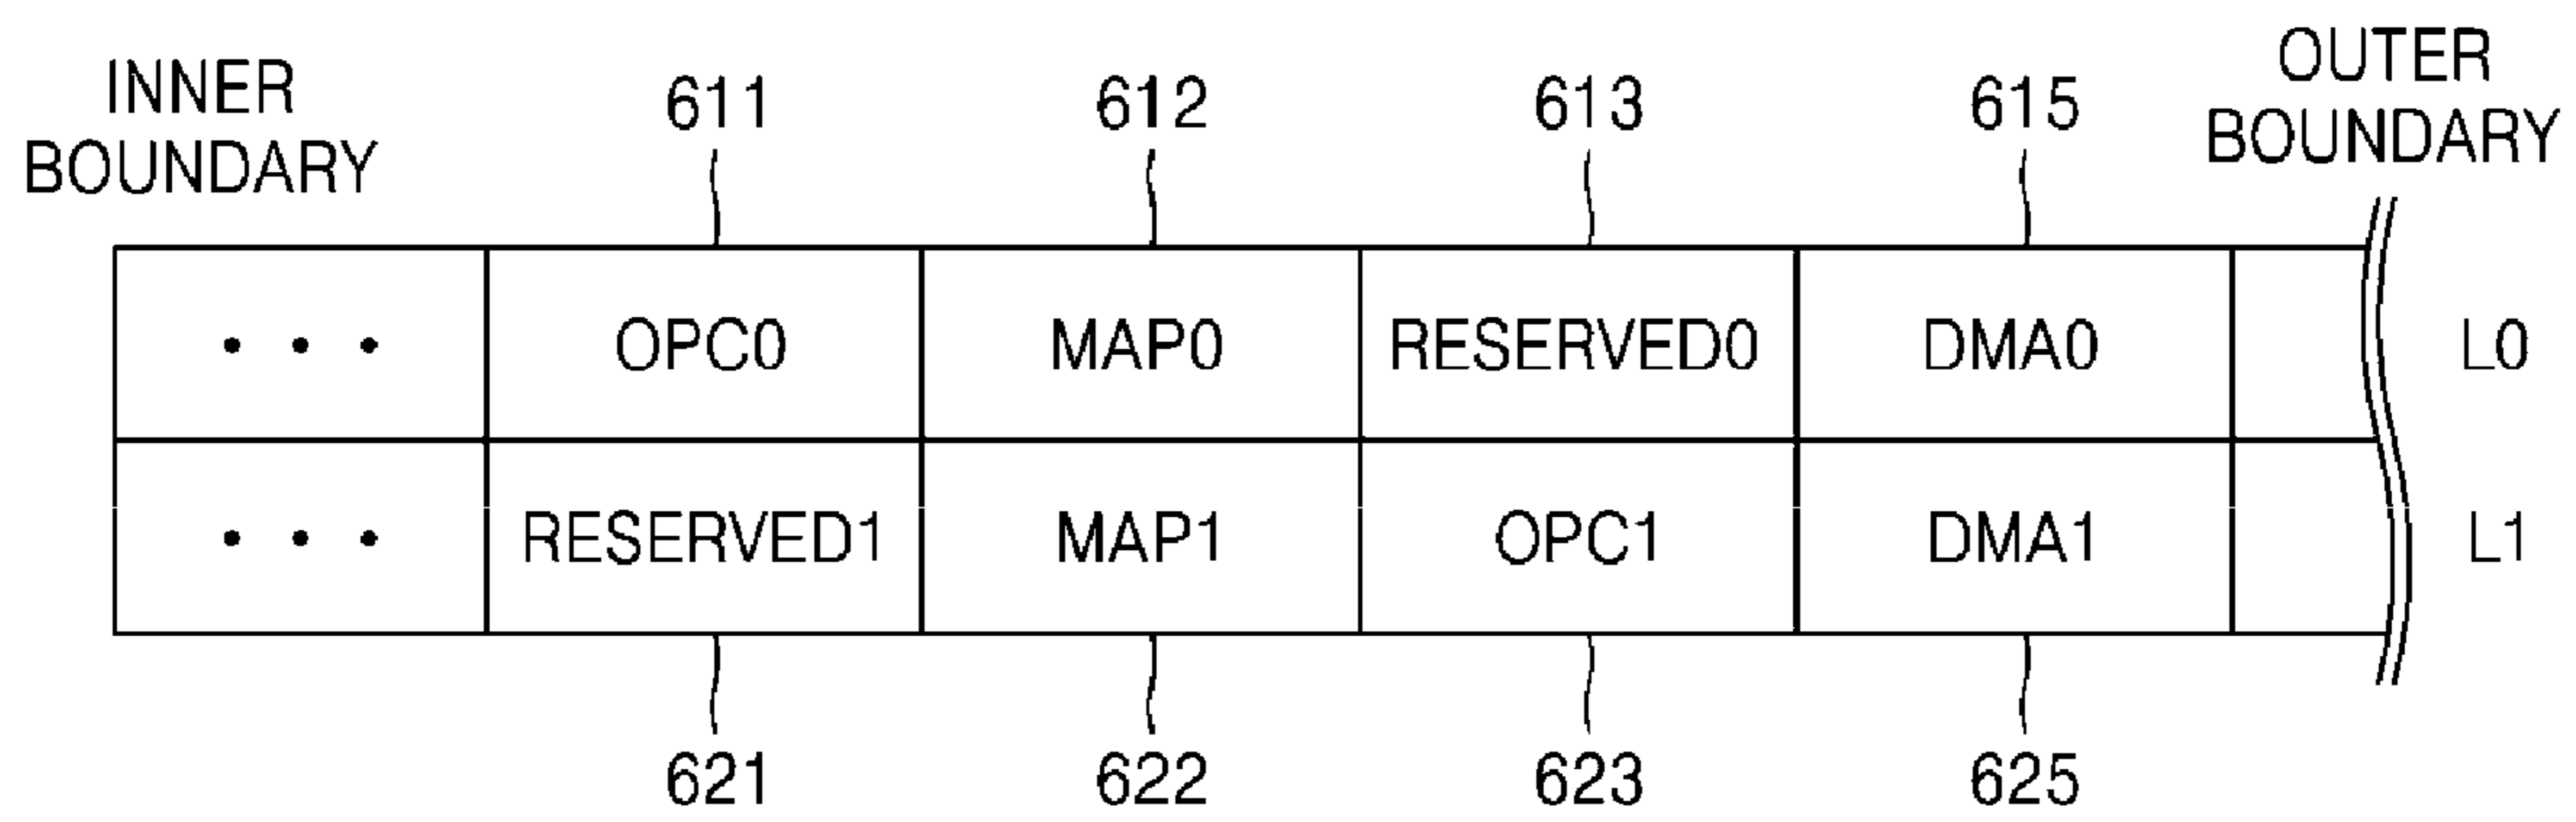 INNER
BOUNDARY
611
612
613
615
OUTER
BOUNDARY
• • •
OPC0
MAP0
RESERVED0
DMA0
L0
• • •
RESERVED1
MAP1
OPC1
DMA1
L1
621
622
623
625